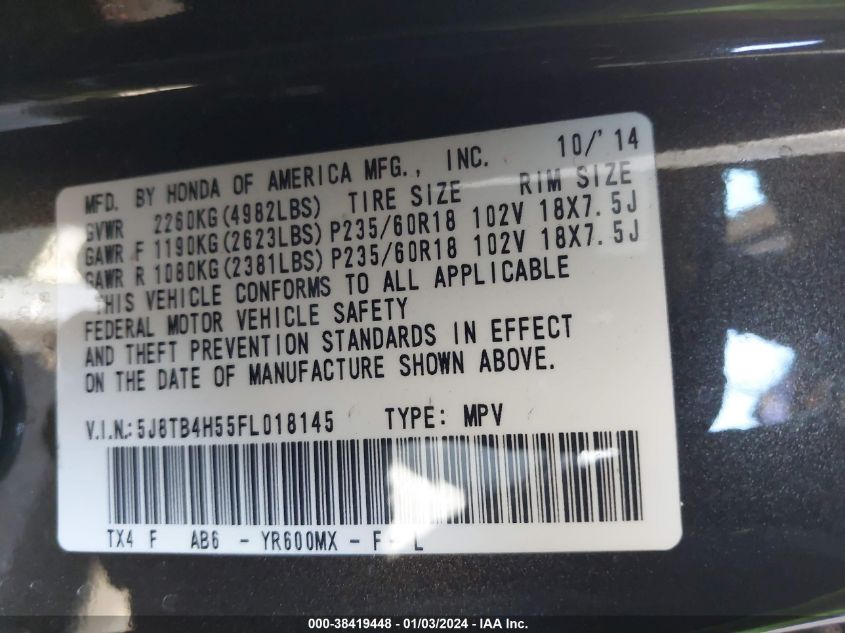 MFD. BY HONDA OF AMERICA MFG., INC. 10/'14
GVWR 2260KG(4982LBS) TIRE SIZE RIM SIZE
GAWR F 1190KG(2623LBS) P235/60R18 102V 18X7.5J
GAWR R 1080KG(2381LBS) P235/60R18 102V 18X7.5J
THIS VEHICLE CONFORMS TO ALL APPLICABLE
FEDERAL MOTOR VEHICLE SAFETY
AND THEFT PREVENTION STANDARDS IN EFFECT
ON THE DATE OF MANUFACTURE SHOWN ABOVE.
V.I.N.: 5J8TB4H55FL018145 TYPE: MPV
TX4 F AB6 - YR600MX - F - L
000-38419448 - 01/03/2024 - IAA Inc.